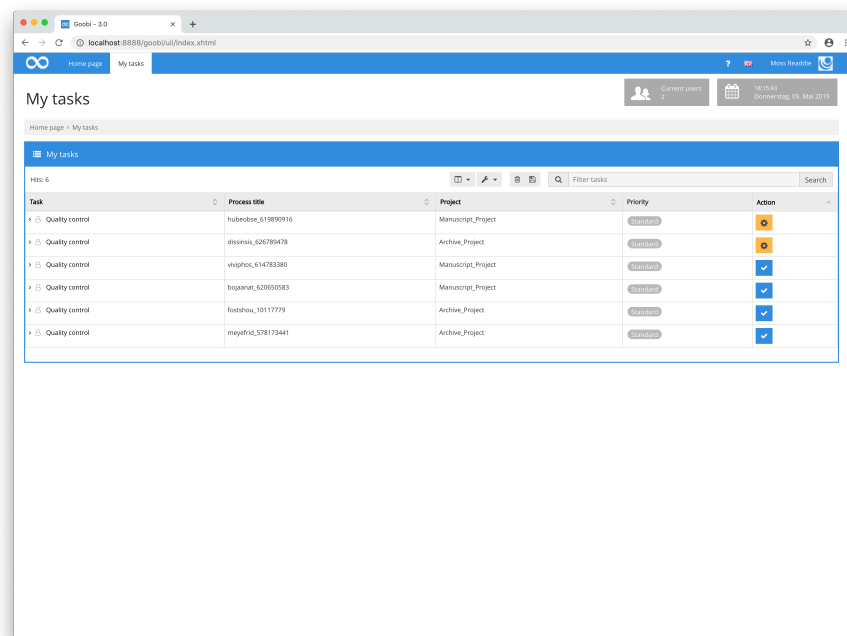 Goobi - 3.0
localhost:8888/goobi/uii/index.xhtml
Home page My tasks ? Moss Readdie
My tasks
Current users
2
18:15:43
Donnerstag, 09. Mai 2019
Home page > My tasks
My tasks
Hits: 6 Filter tasks Search
Task Process title Project Priority Action
Quality control hubeobse_619890916 Manuscript_Project Standard
Quality control dissinsis_626789478 Archive_Project Standard
Quality control viviphos_614783380 Manuscript_Project Standard
Quality control bojaanat_620650583 Manuscript_Project Standard
Quality control fostshou_10117779 Archive_Project Standard
Quality control meyefrid_578173441 Archive_Project Standard